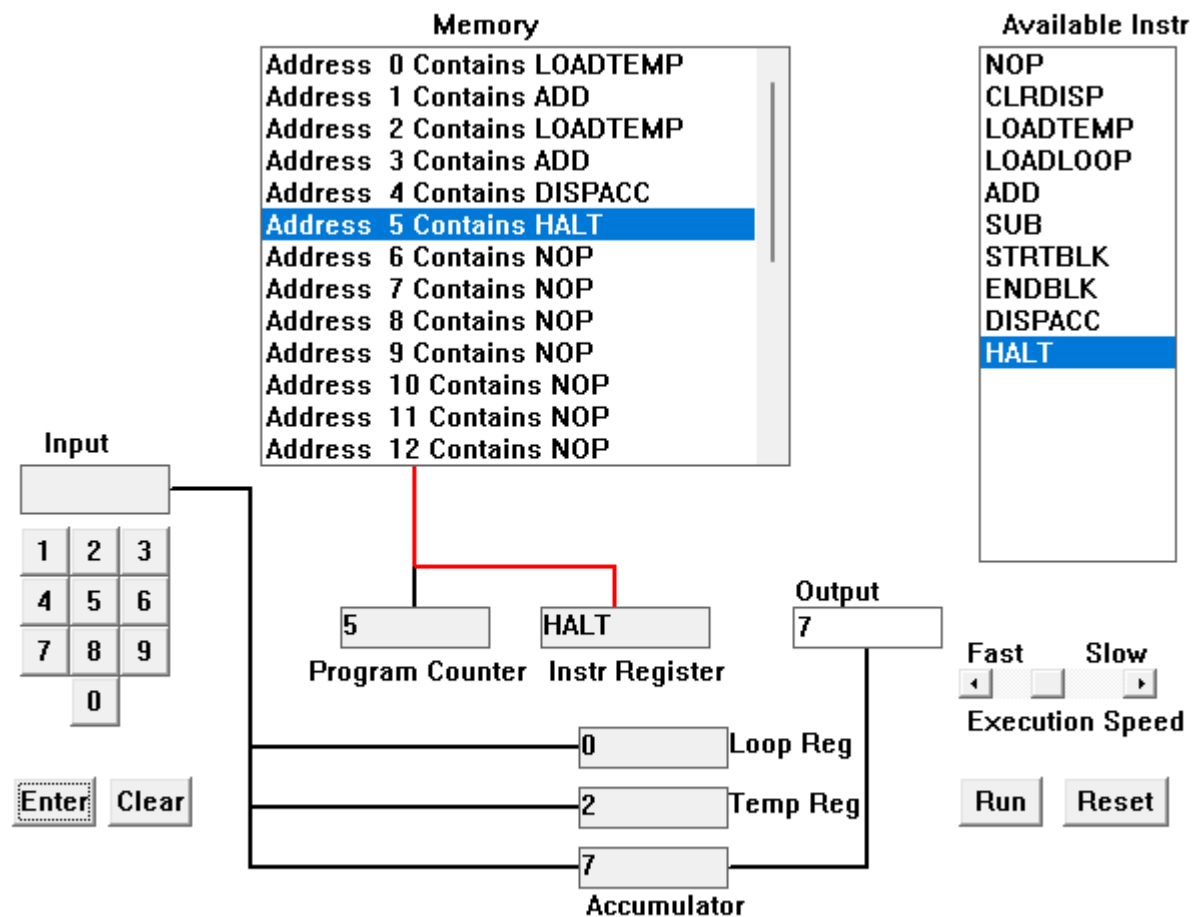 Memory
Address 0 Contains LOADTEMP
Address 1 Contains ADD
Address 2 Contains LOADTEMP
Address 3 Contains ADD
Address 4 Contains DISPACC
Address 5 Contains HALT
Address 6 Contains NOP
Address 7 Contains NOP
Address 8 Contains NOP
Address 9 Contains NOP
Address 10 Contains NOP
Address 11 Contains NOP
Address 12 Contains NOP
Available Instr
NOP
CLRDISP
LOADTEMP
LOADLOOP
ADD
SUB
STRTBLK
ENDBLK
DISPACC
HALT
Input
1 2 3
4 5 6
7 8 9
0
Enter Clear
5
Program Counter
HALT
Instr Register
Output
7
Fast Slow
Execution Speed
Run Reset
0 Loop Reg
2 Temp Reg
7
Accumulator